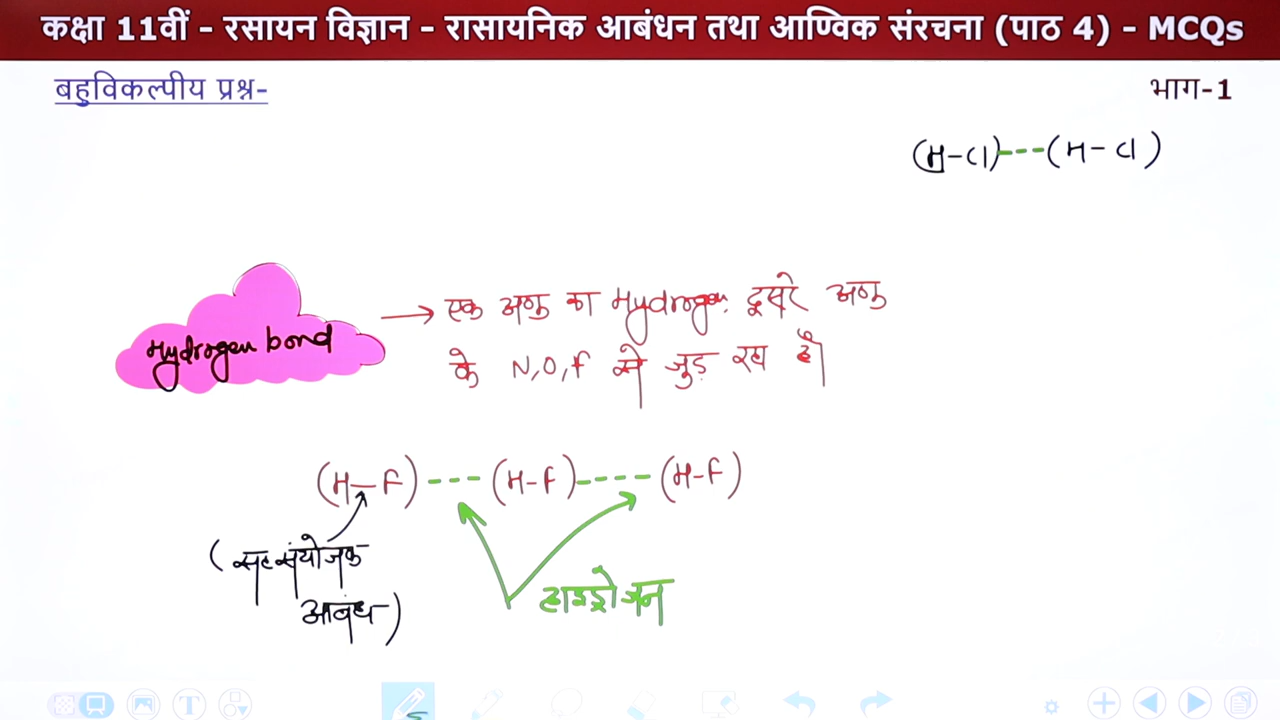 कक्षा 11वीं - रसायन विज्ञान - रासायनिक आबंधन तथा आण्विक संरचना (पाठ 4) - MCQs
बहुविकल्पीय प्रश्न-
भाग-1
(H-Cl)---(H-Cl)
Hydrogen bond
→ एक अणु का Hydrogen दूसरे अणु
के N,O,F से जुड़ रहा है।
(H-F)---(H-F)----(H-F)
(सहसंयोजक
आबंध)
हाइड्रोजन